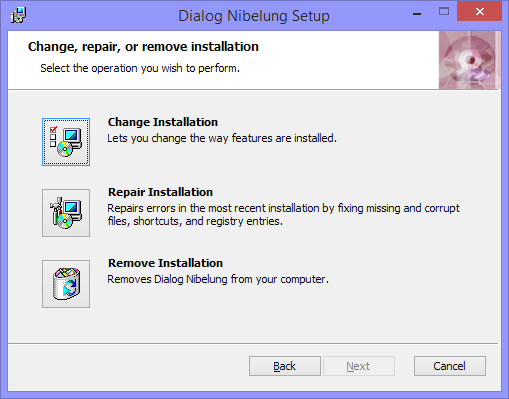 Dialog Nibelung Setup
Change, repair, or remove installation
Select the operation you wish to perform.
Change Installation
Lets you change the way features are installed.
Repair Installation
Repairs errors in the most recent installation by fixing missing and corrupt
files, shortcuts, and registry entries.
Remove Installation
Removes Dialog Nibelung from your computer.
Back
Next
Cancel